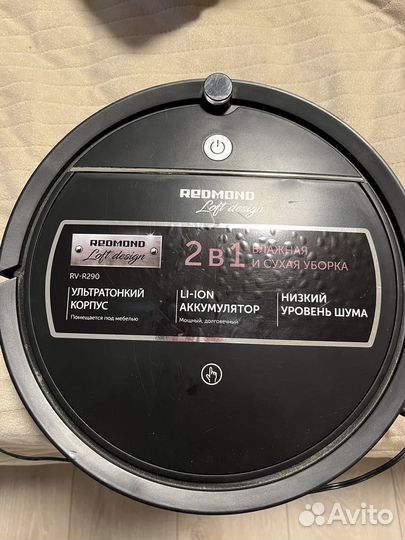 REDMOND
Loft design
REDMOND
Loft design
RV-R290
2 в 1 ВЛАЖНАЯ
И СУХАЯ УБОРКА
УЛЬТРАТОНКИЙ
КОРПУС
Помещается под мебелью
LI-ION
АККУМУЛЯТОР
Мощный, долговечный
НИЗКИЙ
УРОВЕНЬ ШУМА
Avito